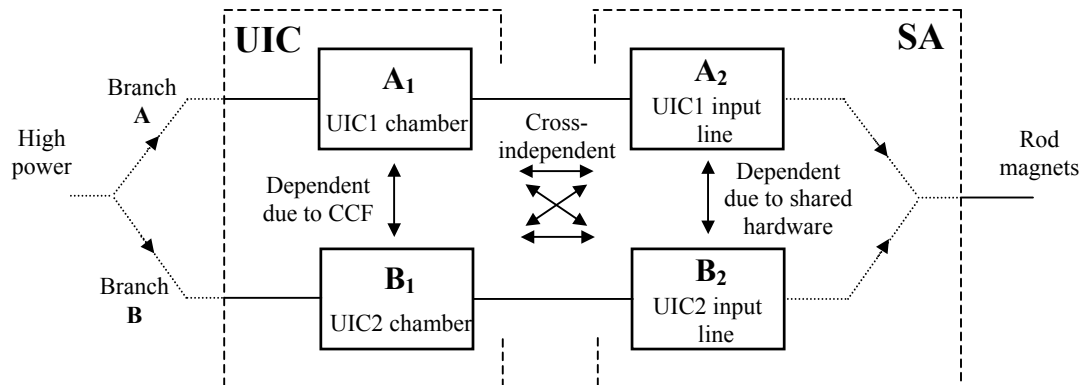 UIC
SA
Branch
A
High
power
A1
UIC1 chamber
Cross-
independent
A2
UIC1 input
line
Rod
magnets
Dependent
due to CCF
Dependent
due to shared
hardware
Branch
B
B1
UIC2 chamber
B2
UIC2 input
line